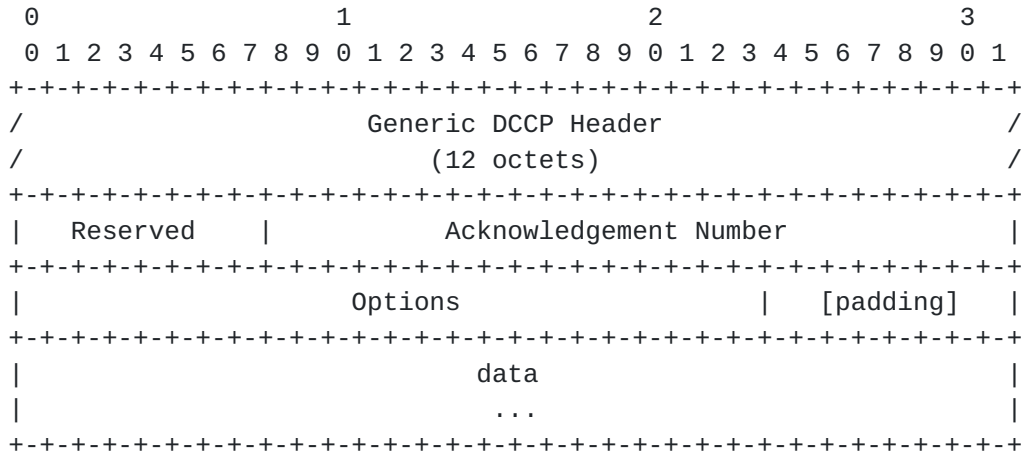 0                   1                   2                   3
 0 1 2 3 4 5 6 7 8 9 0 1 2 3 4 5 6 7 8 9 0 1 2 3 4 5 6 7 8 9 0 1
+-+-+-+-+-+-+-+-+-+-+-+-+-+-+-+-+-+-+-+-+-+-+-+-+-+-+-+-+-+-+-+-+
/                      Generic DCCP Header                      /
/                          (12 octets)                          /
+-+-+-+-+-+-+-+-+-+-+-+-+-+-+-+-+-+-+-+-+-+-+-+-+-+-+-+-+-+-+-+-+
|   Reserved    |           Acknowledgement Number              |
+-+-+-+-+-+-+-+-+-+-+-+-+-+-+-+-+-+-+-+-+-+-+-+-+-+-+-+-+-+-+-+-+
|                     Options                   |   [padding]   |
+-+-+-+-+-+-+-+-+-+-+-+-+-+-+-+-+-+-+-+-+-+-+-+-+-+-+-+-+-+-+-+-+
|                             data                              |
|                              ...                              |
+-+-+-+-+-+-+-+-+-+-+-+-+-+-+-+-+-+-+-+-+-+-+-+-+-+-+-+-+-+-+-+-+